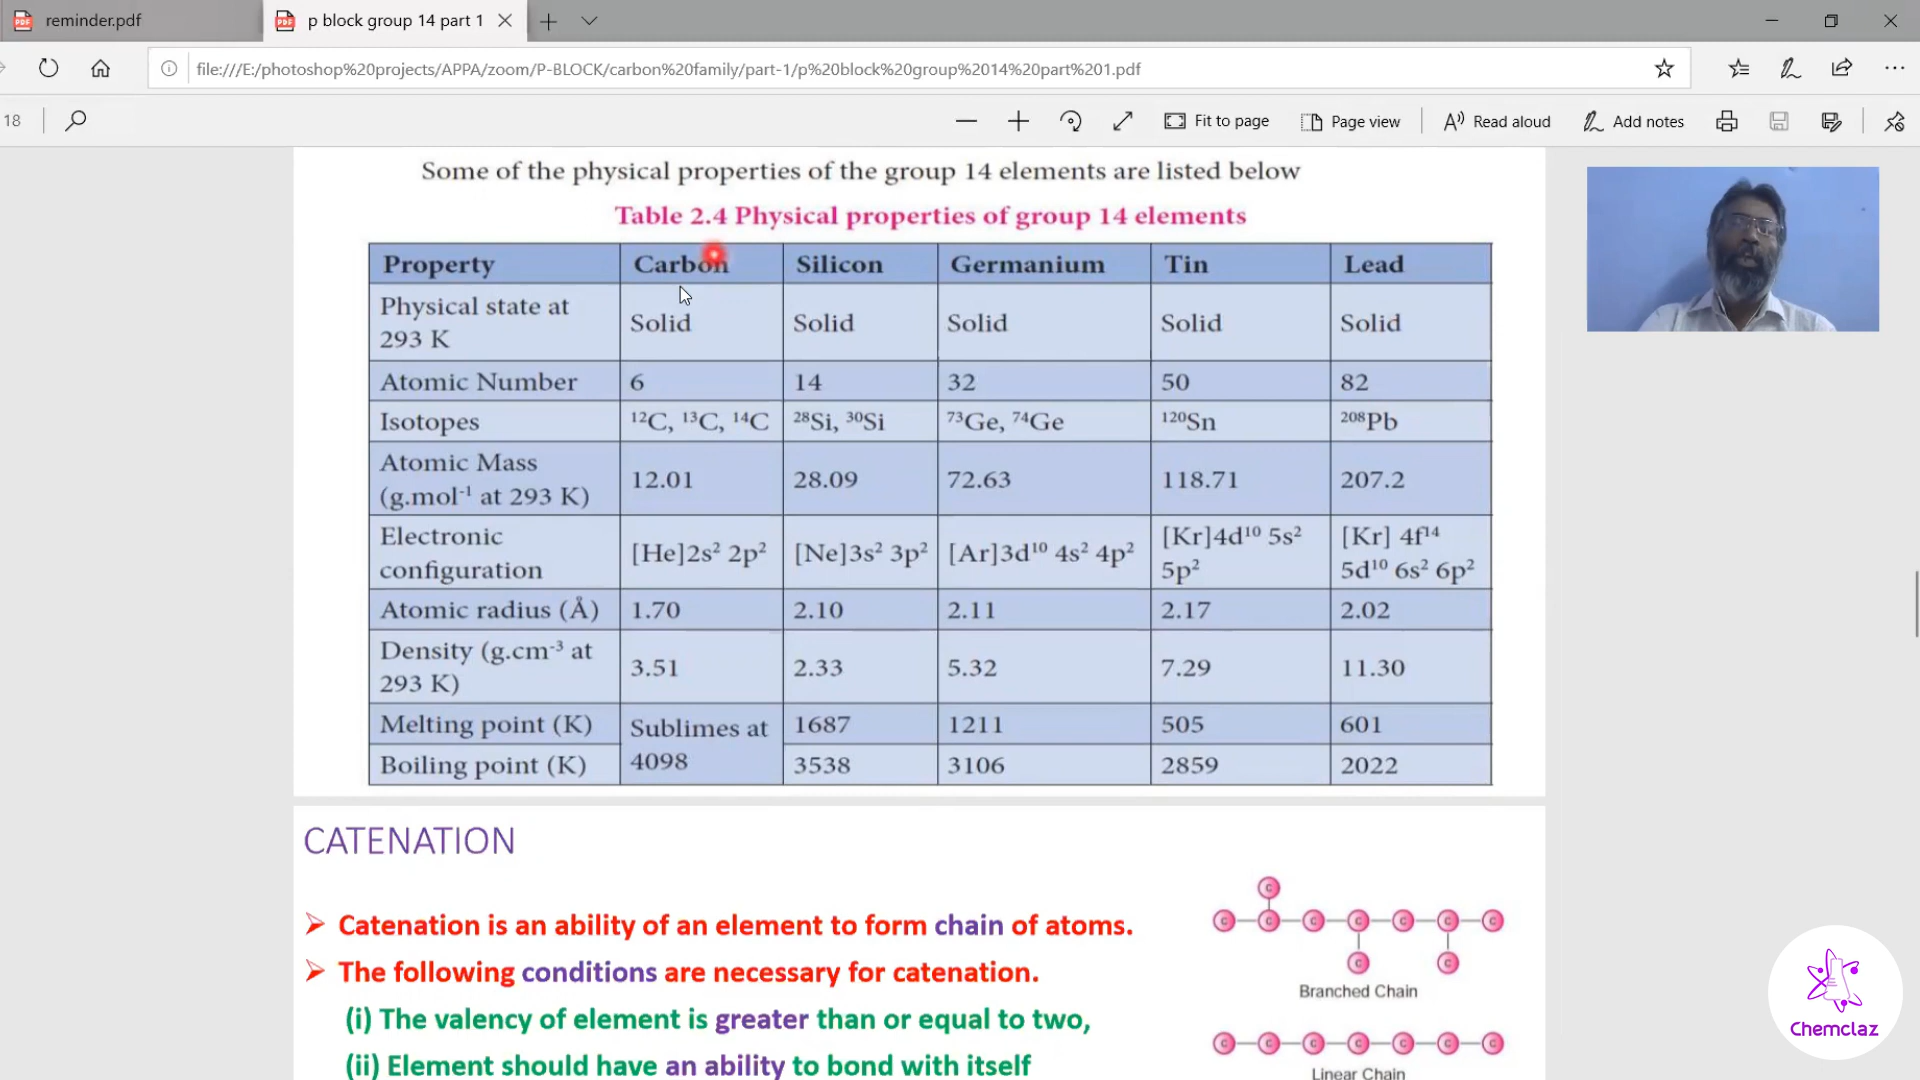 reminder.pdf
p block group 14 part 1
file:///E:/photoshop%20projects/APPA/zoom/P-BLOCK/carbon%20family/part-1/p%20block%20group%2014%20part%201.pdf
18
Fit to page
Page view
Read aloud
Add notes
Some of the physical properties of the group 14 elements are listed below
Table 2.4 Physical properties of group 14 elements
Property Carbon Silicon Germanium Tin Lead
Physical state at 293 K Solid Solid Solid Solid Solid
Atomic Number 6 14 32 50 82
Isotopes ¹²C, ¹³C, ¹⁴C ²⁸Si, ³⁰Si ⁷³Ge, ⁷⁴Ge ¹²⁰Sn ²⁰⁸Pb
Atomic Mass (g.mol⁻¹ at 293 K) 12.01 28.09 72.63 118.71 207.2
Electronic configuration [He]2s² 2p² [Ne]3s² 3p² [Ar]3d¹⁰ 4s² 4p² [Kr]4d¹⁰ 5s² 5p² [Kr] 4f¹⁴ 5d¹⁰ 6s² 6p²
Atomic radius (Å) 1.70 2.10 2.11 2.17 2.02
Density (g.cm⁻³ at 293 K) 3.51 2.33 5.32 7.29 11.30
Melting point (K) Sublimes at 4098 1687 1211 505 601
Boiling point (K) 3538 3106 2859 2022
CATENATION
Catenation is an ability of an element to form chain of atoms.
The following conditions are necessary for catenation.
(i) The valency of element is greater than or equal to two,
(ii) Element should have an ability to bond with itself
C
C C C C C C C
C C
Branched Chain
C C C C C C C
Linear Chain
Chemclaz